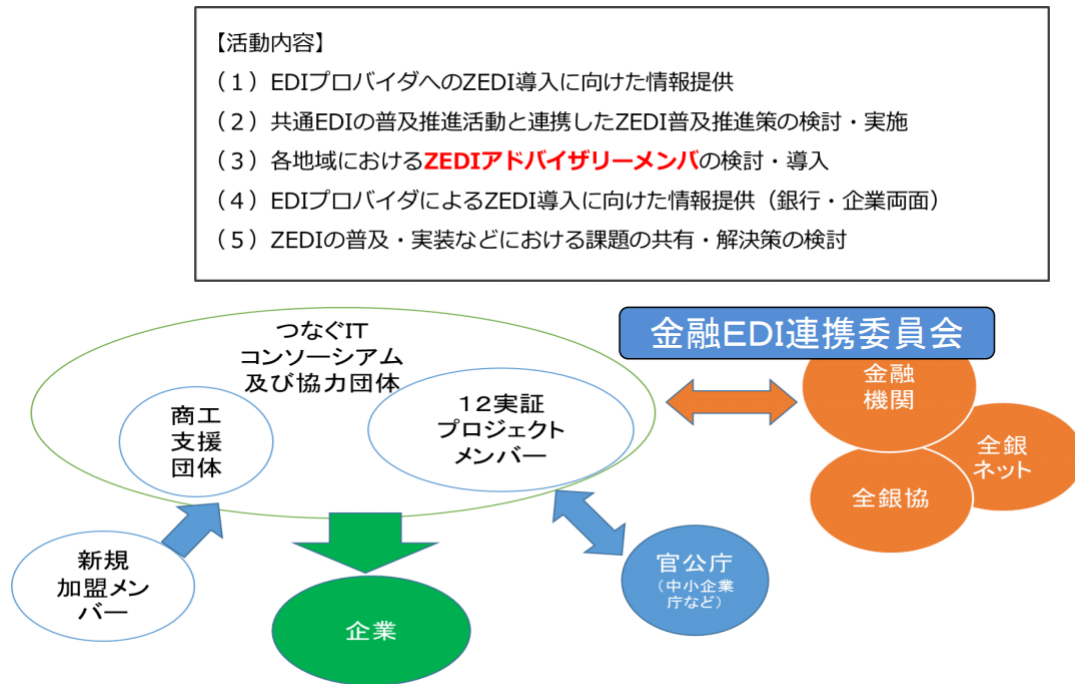 【活動内容】
（１）EDIプロバイダへのZEDI導入に向けた情報提供
（２）共通EDIの普及推進活動と連携したZEDI普及推進策の検討・実施
（３）各地域におけるZEDIアドバイザリーメンバの検討・導入
（４）EDIプロバイダによるZEDI導入に向けた情報提供（銀行・企業両面）
（５）ZEDIの普及・実装などにおける課題の共有・解決策の検討
つなぐIT
コンソーシアム
及び協力団体
商工
支援
団体
１２実証
プロジェクト
メンバー
金融EDI連携委員会
金融
機関
全銀
ネット
全銀協
新規
加盟メン
バー
企業
官公庁
（中小企業
庁など）